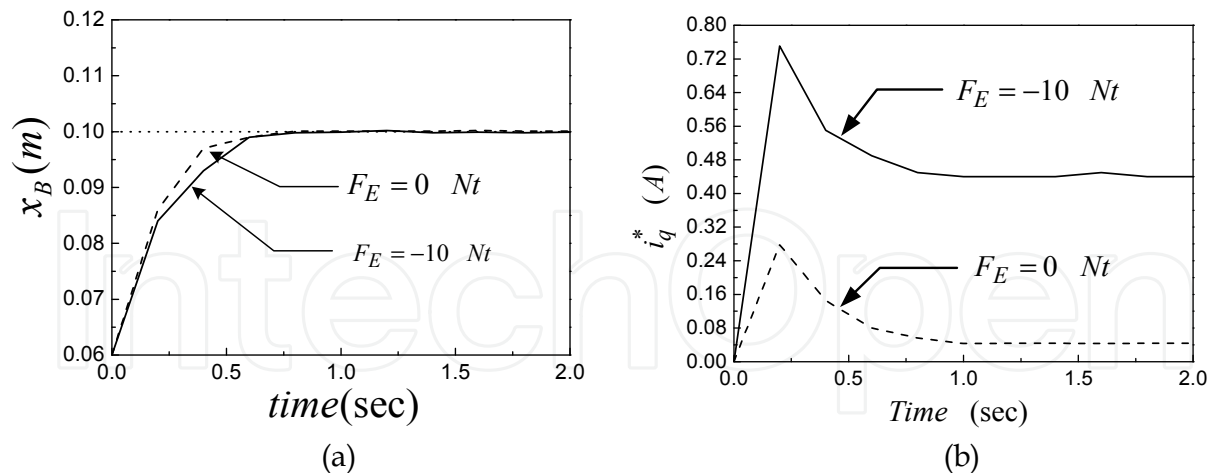 0.12
0.11
0.10
0.09
0.08
0.07
0.06
x_B (m)
F_E = 0 Nt
F_E = −10 Nt
0.0 0.5 1.0 1.5 2.0
time(sec)
(a)
0.80
0.72
0.64
0.56
0.48
0.40
0.32
0.24
0.16
0.08
0.00
i_q^* (A)
F_E = −10 Nt
F_E = 0 Nt
0.0 0.5 1.0 1.5 2.0
Time (sec)
(b)
IntechOpen